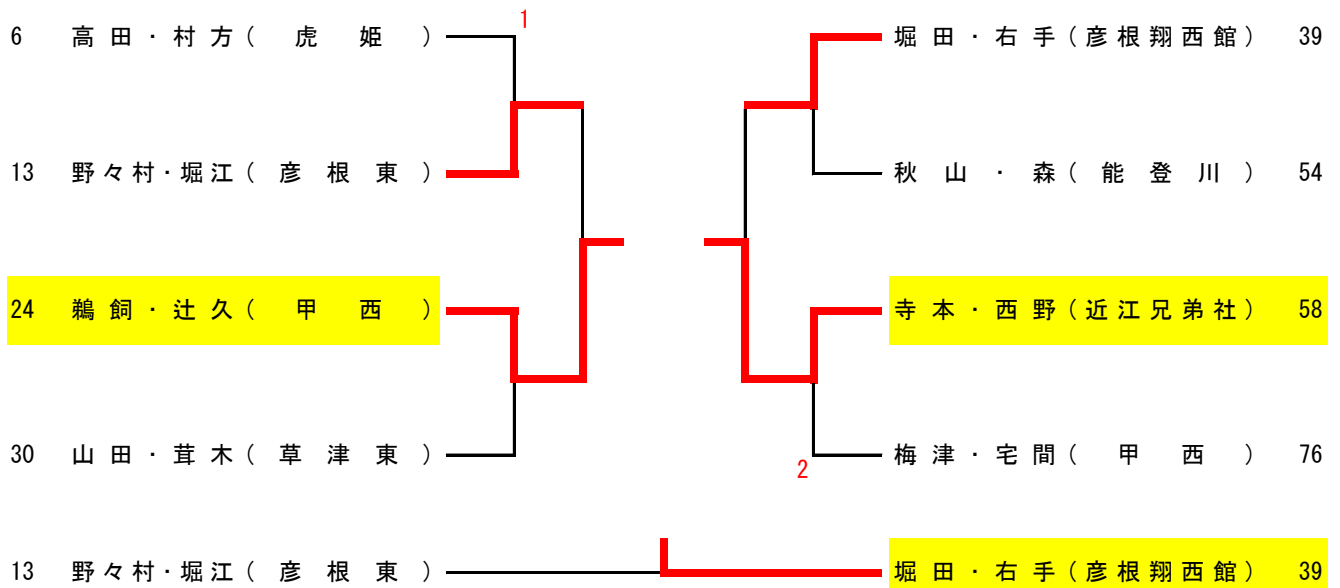 1
6 高田・村方(虎姫) 堀田・右手(彦根翔西館) 39
13 野々村・堀江(彦根東) 秋山・森(能登川) 54
24 鵜飼・辻久(甲西) 寺本・西野(近江兄弟社) 58
30 山田・茸木(草津東) 梅津・宅間(甲西) 76
2
13 野々村・堀江(彦根東) 堀田・右手(彦根翔西館) 39